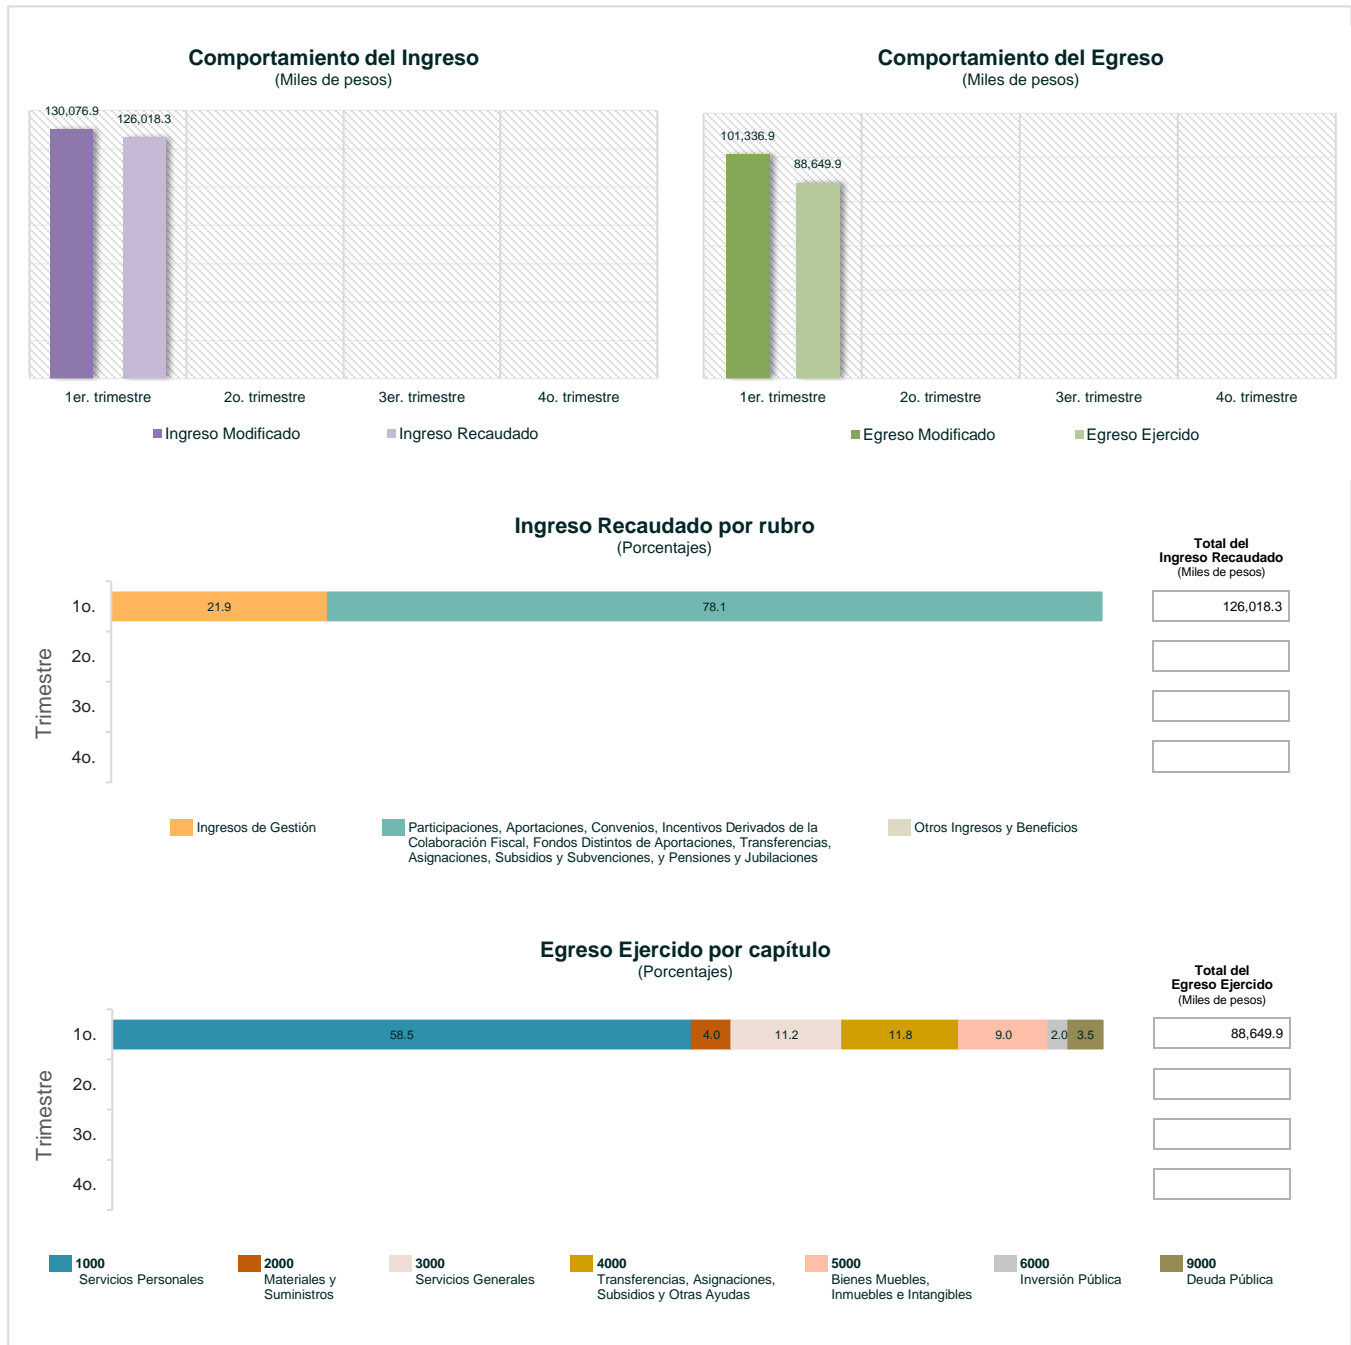 Comportamiento del Ingreso
(Miles de pesos)
130,076.9
126,018.3
1er. trimestre
2o. trimestre
3er. trimestre
4o. trimestre
Ingreso Modificado
Ingreso Recaudado
Comportamiento del Egreso
(Miles de pesos)
101,336.9
88,649.9
1er. trimestre
2o. trimestre
3er. trimestre
4o. trimestre
Egreso Modificado
Egreso Ejercido
Ingreso Recaudado por rubro
(Porcentajes)
Total del
Ingreso Recaudado
(Miles de pesos)
Trimestre
1o.
21.9
78.1
126,018.3
2o.
3o.
4o.
Ingresos de Gestión
Participaciones, Aportaciones, Convenios, Incentivos Derivados de la
Colaboración Fiscal, Fondos Distintos de Aportaciones, Transferencias,
Asignaciones, Subsidios y Subvenciones, y Pensiones y Jubilaciones
Otros Ingresos y Beneficios
Egreso Ejercido por capítulo
(Porcentajes)
Total del
Egreso Ejercido
(Miles de pesos)
Trimestre
1o.
58.5
4.0
11.2
11.8
9.0
2.0
3.5
88,649.9
2o.
3o.
4o.
1000
Servicios Personales
2000
Materiales y
Suministros
3000
Servicios Generales
4000
Transferencias, Asignaciones,
Subsidios y Otras Ayudas
5000
Bienes Muebles,
Inmuebles e Intangibles
6000
Inversión Pública
9000
Deuda Pública